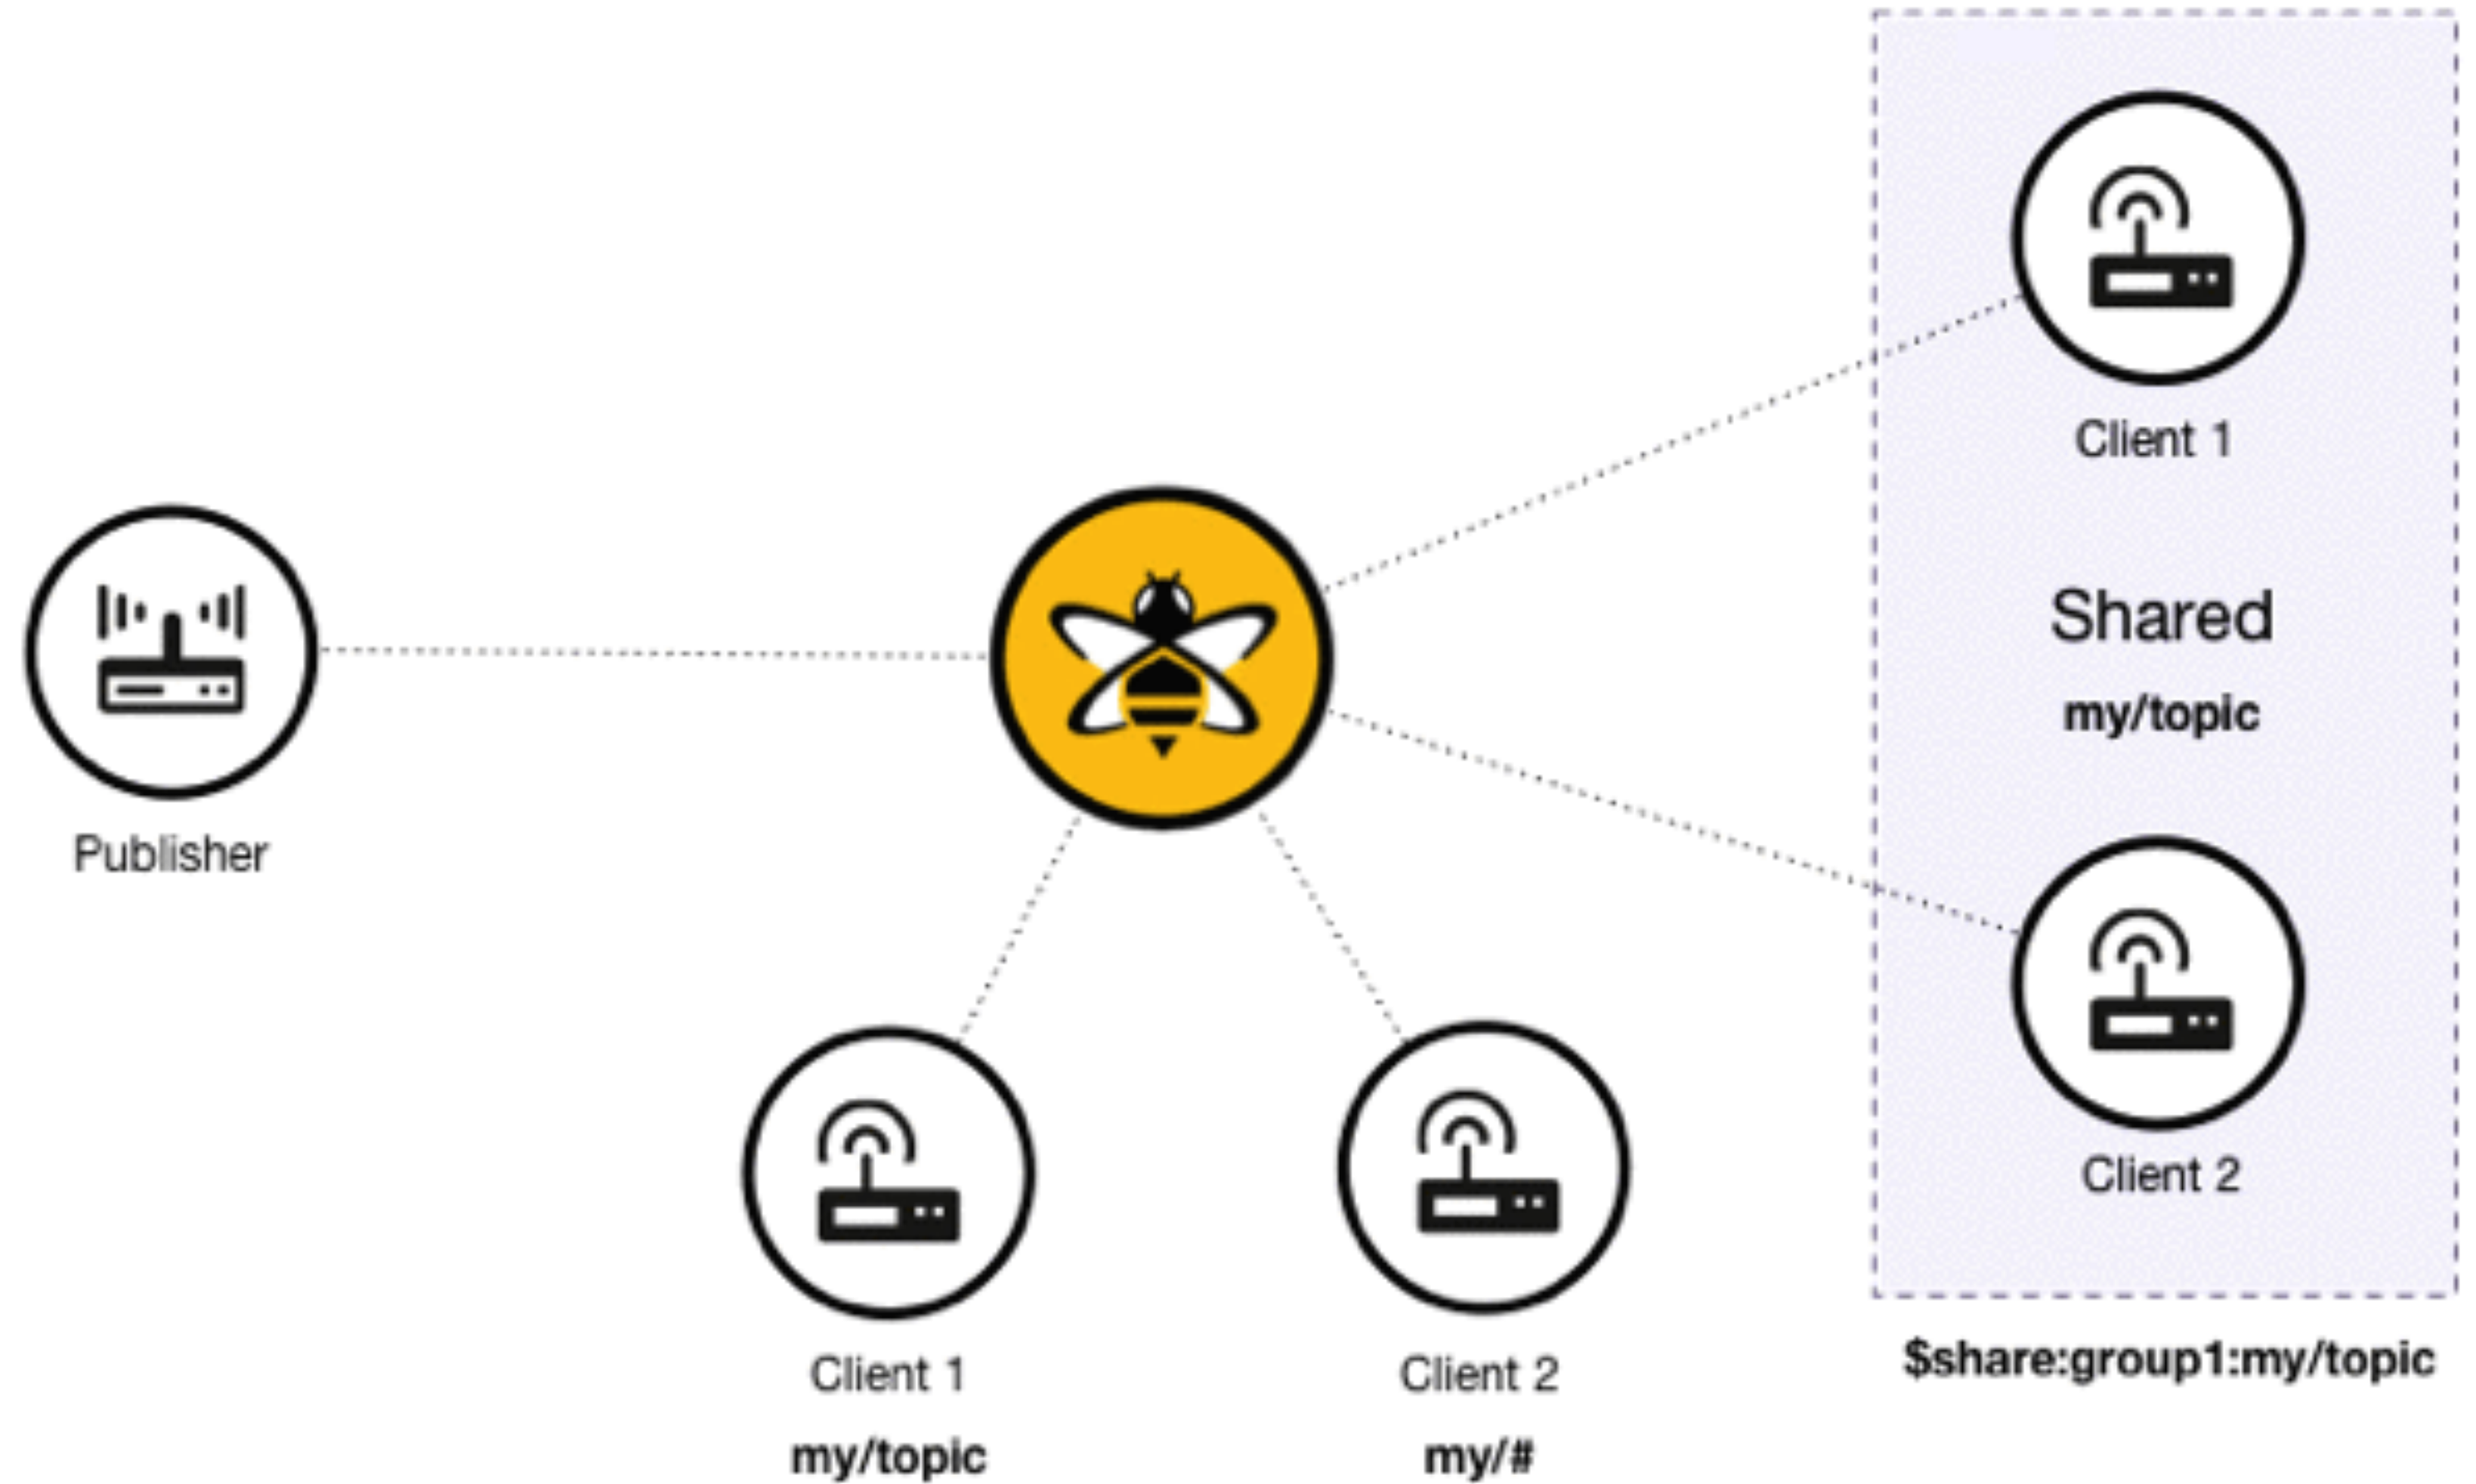 Client 1
Shared
my/topic
Publisher
Client 2
$share:group1:my/topic
Client 1
my/topic
Client 2
my/#